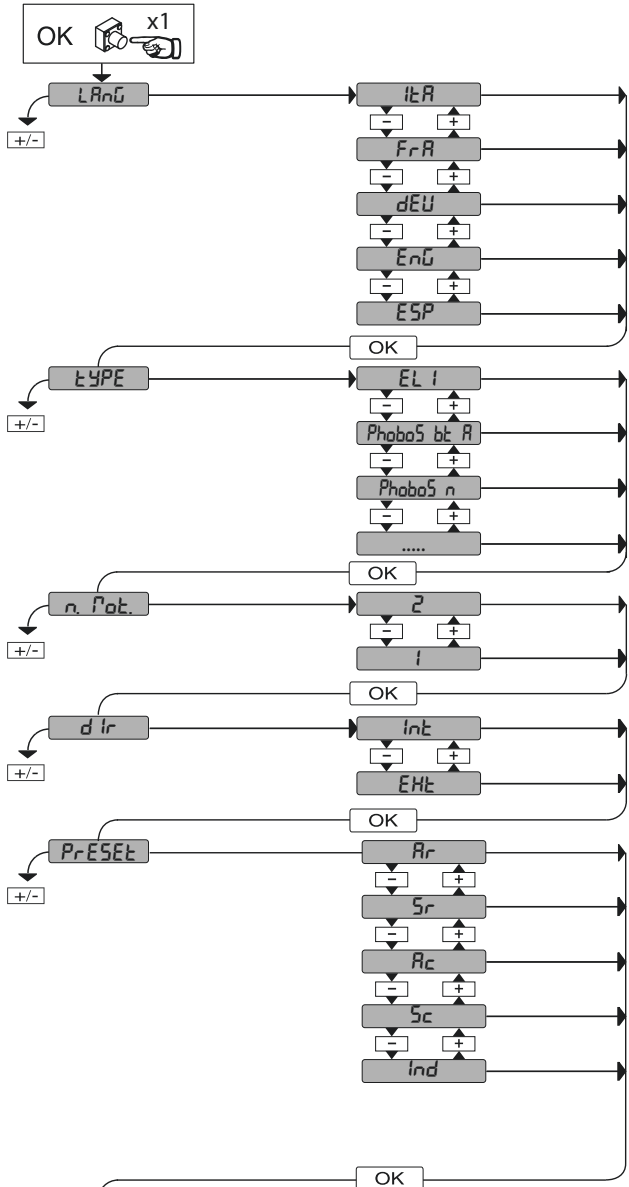 OK x1
LAnG ItA
- +
+/- FrA
- +
dEU
- +
EnG
- +
ESP
OK
tYPE EL 1
- +
+/- PhoboS bt A
- +
PhoboS n
- +
.....
OK
n. Mot. 2
- +
+/- 1
OK
dIr Int
- +
+/- EHt
OK
PrESEt Ar
- +
+/- Sr
- +
Ac
- +
Sc
- +
Ind
OK